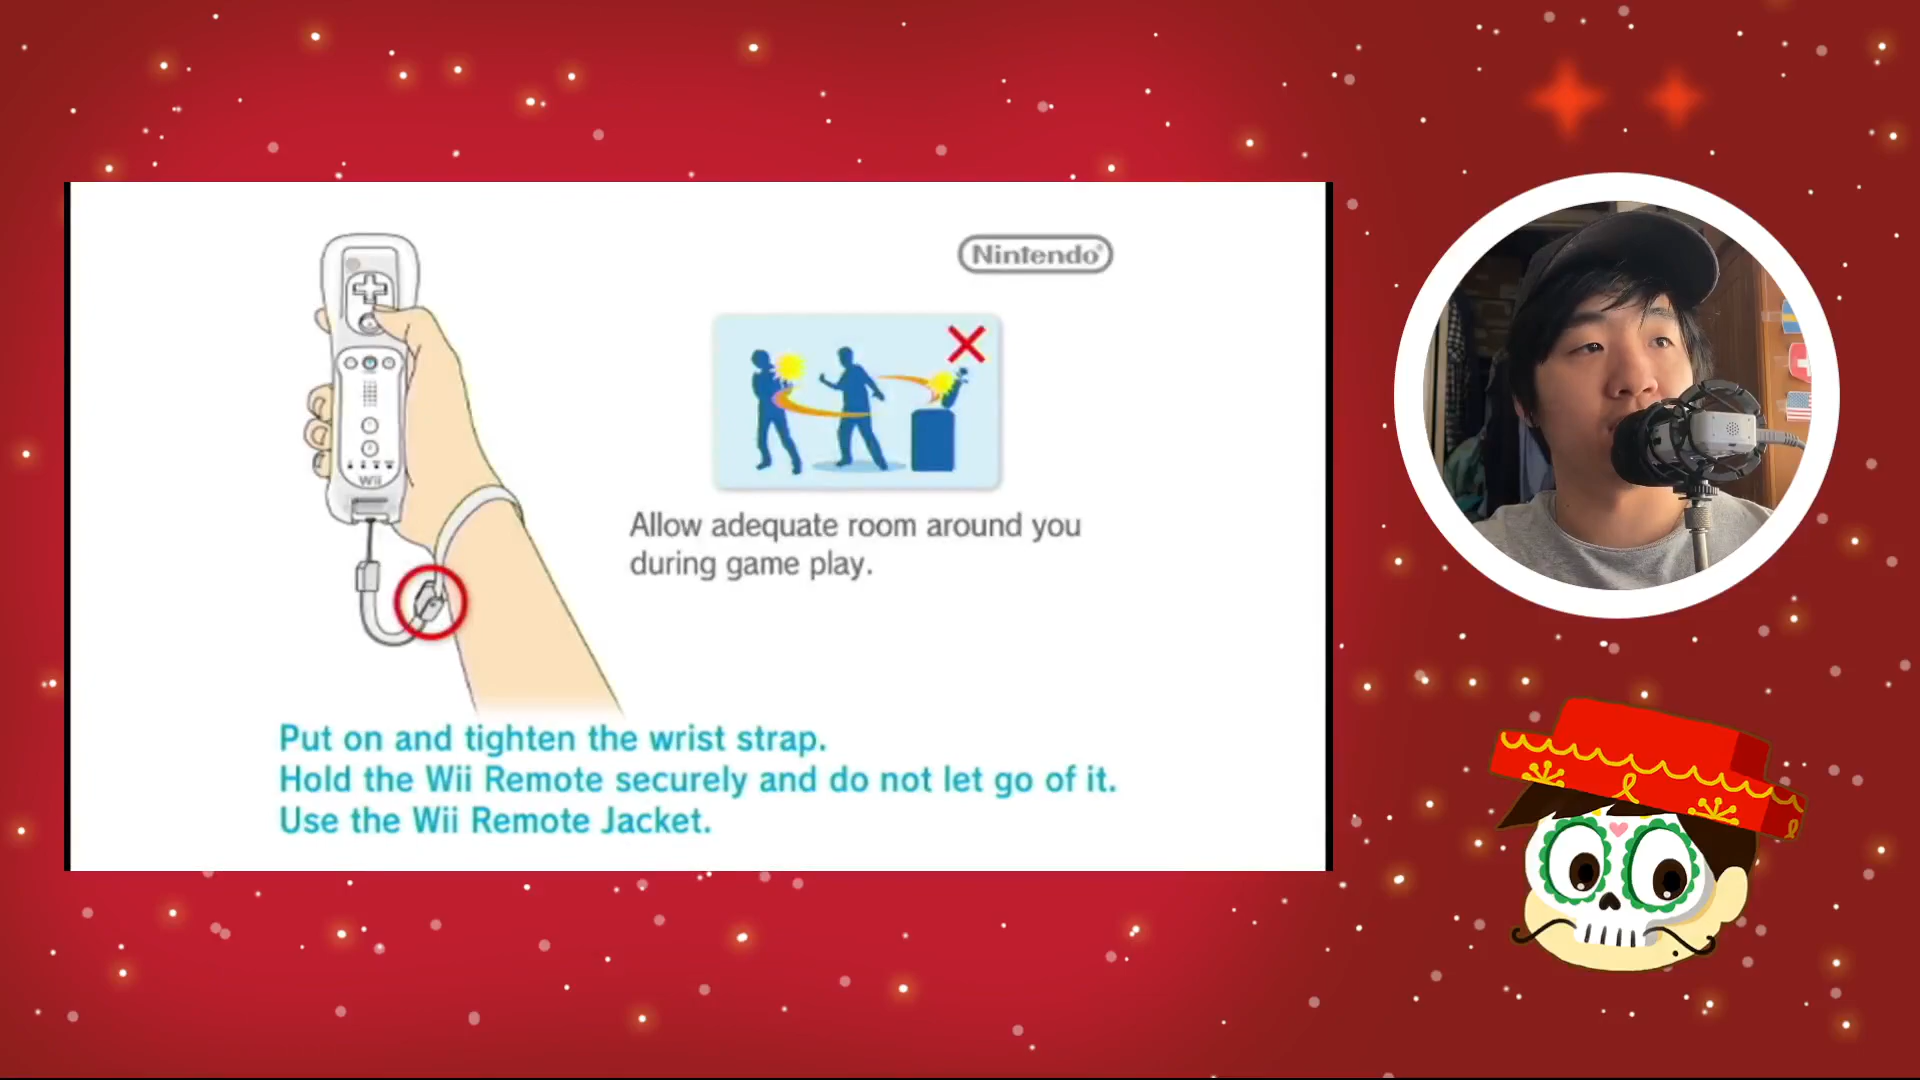 Nintendo®
Wii
Allow adequate room around you
during game play.
Put on and tighten the wrist strap.
Hold the Wii Remote securely and do not let go of it.
Use the Wii Remote Jacket.